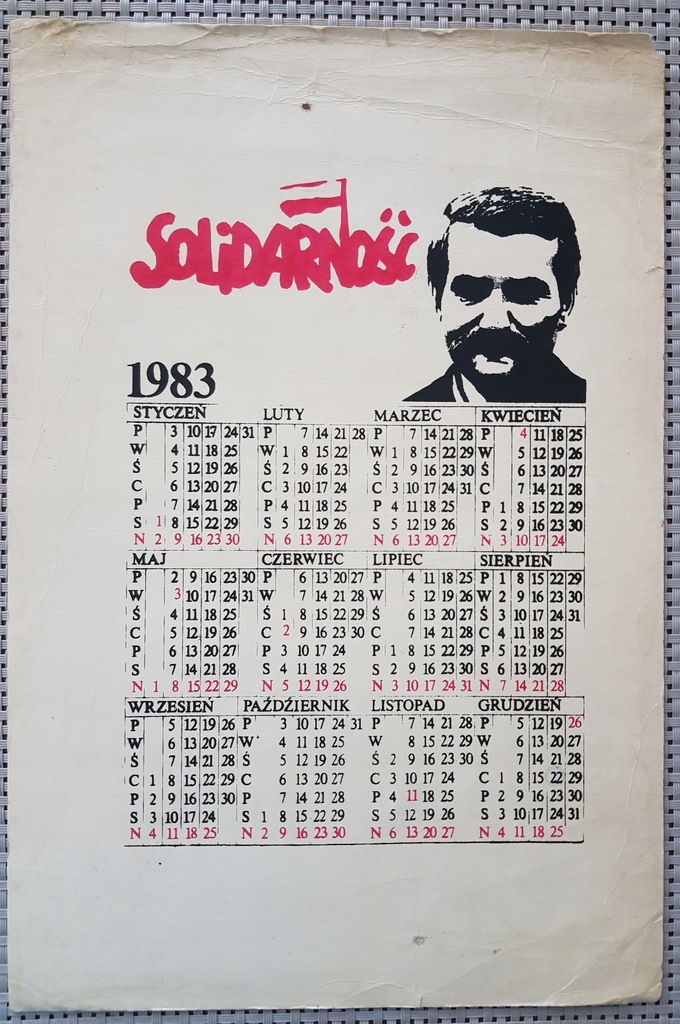 SOLiDARNOŚĆ
1983
STYCZEŃ LUTY MARZEC KWIECIEŃ
P 3 10 17 24 31 P 7 14 21 28 P 7 14 21 28 P 4 11 18 25
W 4 11 18 25 W 1 8 15 22 W 1 8 15 22 29 W 5 12 19 26
Ś 5 12 19 26 Ś 2 9 16 23 Ś 2 9 16 23 30 Ś 6 13 20 27
C 6 13 20 27 C 3 10 17 24 C 3 10 17 24 31 C 7 14 21 28
P 7 14 21 28 P 4 11 18 25 P 4 11 18 25 P 1 8 15 22 29
S 1 8 15 22 29 S 5 12 19 26 S 5 12 19 26 S 2 9 16 23 30
N 2 9 16 23 30 N 6 13 20 27 N 6 13 20 27 N 3 10 17 24
MAJ CZERWIEC LIPIEC SIERPIEŃ
P 2 9 16 23 30 P 6 13 20 27 P 4 11 18 25 P 1 8 15 22 29
W 3 10 17 24 31 W 7 14 21 28 W 5 12 19 26 W 2 9 16 23 30
Ś 4 11 18 25 Ś 1 8 15 22 29 Ś 6 13 20 27 Ś 3 10 17 24 31
C 5 12 19 26 C 2 9 16 23 30 C 7 14 21 28 C 4 11 18 25
P 6 13 20 27 P 3 10 17 24 P 1 8 15 22 29 P 5 12 19 26
S 7 14 21 28 S 4 11 18 25 S 2 9 16 23 30 S 6 13 20 27
N 1 8 15 22 29 N 5 12 19 26 N 3 10 17 24 31 N 7 14 21 28
WRZESIEŃ PAŹDZIERNIK LISTOPAD GRUDZIEŃ
P 5 12 19 26 P 3 10 17 24 31 P 7 14 21 28 P 5 12 19 26
W 6 13 20 27 W 4 11 18 25 W 8 15 22 29 W 6 13 20 27
Ś 7 14 21 28 Ś 5 12 19 26 Ś 2 9 16 23 30 Ś 7 14 21 28
C 1 8 15 22 29 C 6 13 20 27 C 3 10 17 24 C 1 8 15 22 29
P 2 9 16 23 30 P 7 14 21 28 P 4 11 18 25 P 2 9 16 23 30
S 3 10 17 24 S 1 8 15 22 29 S 5 12 19 26 S 3 10 17 24 31
N 4 11 18 25 N 2 9 16 23 30 N 6 13 20 27 N 4 11 18 25